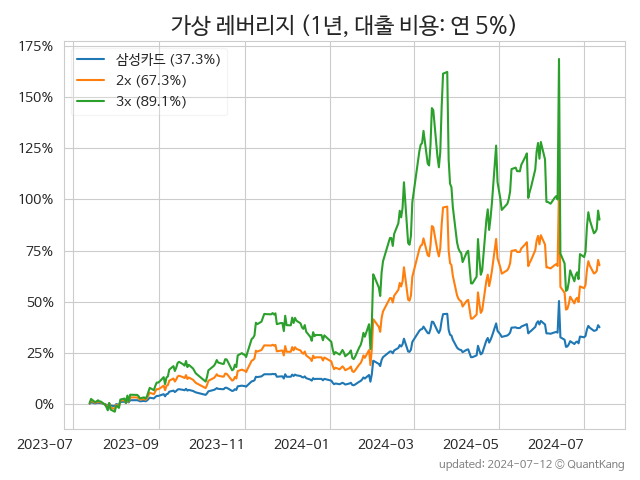 가상 레버리지 (1년, 대출 비용: 연 5%)
삼성카드 (37.3%)
2x (67.3%)
3x (89.1%)
175%
150%
125%
100%
75%
50%
25%
0%
2023-07 2023-09 2023-11 2024-01 2024-03 2024-05 2024-07
updated: 2024-07-12 © QuantKang